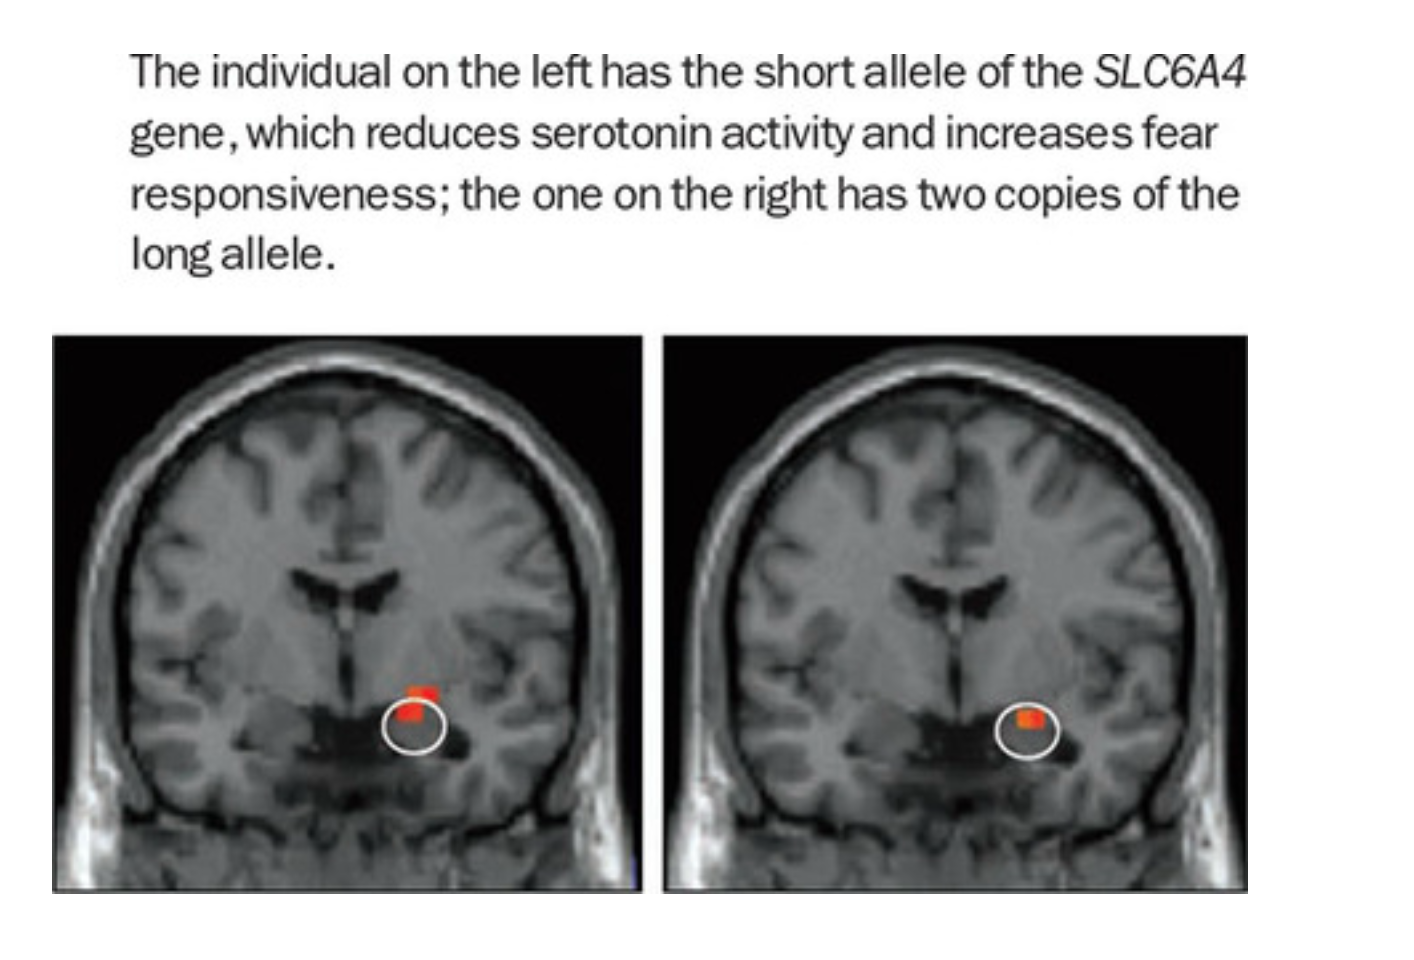 The individual on the left has the short allele of the SLC6A4
gene, which reduces serotonin activity and increases fear
responsiveness; the one on the right has two copies of the
long allele.